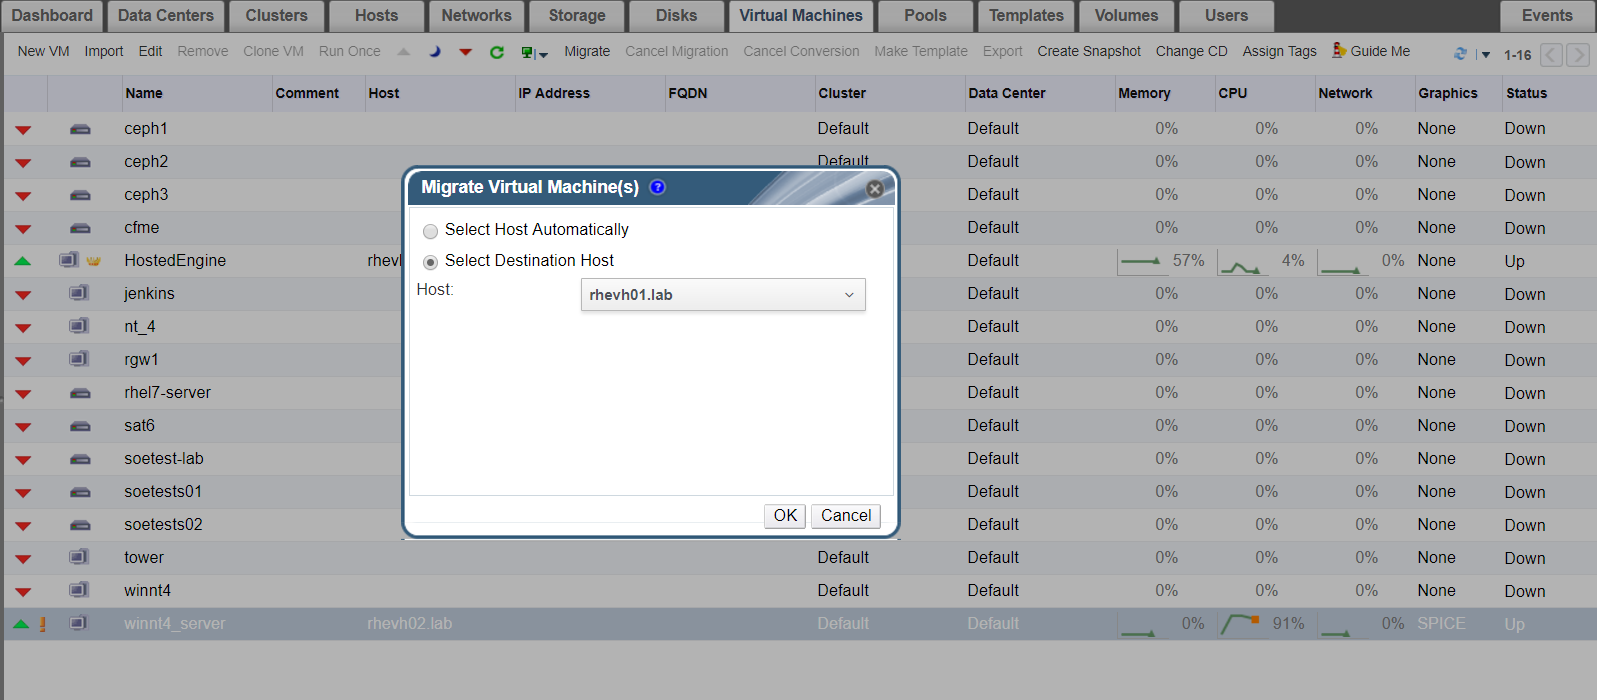 Dashboard Data Centers Clusters Hosts Networks Storage Disks Virtual Machines Pools Templates Volumes Users Events
New VM Import Edit Remove Clone VM Run Once Migrate Cancel Migration Cancel Conversion Make Template Export Create Snapshot Change CD Assign Tags Guide Me 1-16
Name Comment Host IP Address FQDN Cluster Data Center Memory CPU Network Graphics Status
ceph1 Default Default 0% 0% 0% None Down
ceph2 Default Default 0% 0% 0% None Down
Migrate Virtual Machine(s) ?
ceph3 Default 0% 0% 0% None Down
cfme Select Host Automatically Default 0% 0% 0% None Down
HostedEngine rhevh Select Destination Host Default 57% 4% 0% None Up
jenkins Host: rhevh01.lab Default 0% 0% 0% None Down
nt_4 Default 0% 0% 0% None Down
rgw1 Default 0% 0% 0% None Down
rhel7-server Default 0% 0% 0% None Down
sat6 Default 0% 0% 0% None Down
soetest-lab Default 0% 0% 0% None Down
soetests01 Default 0% 0% 0% None Down
soetests02 OK Cancel Default 0% 0% 0% None Down
tower Default Default 0% 0% 0% None Down
winnt4 Default Default 0% 0% 0% None Down
winnt4_server rhevh02.lab Default Default 0% 91% 0% SPICE Up